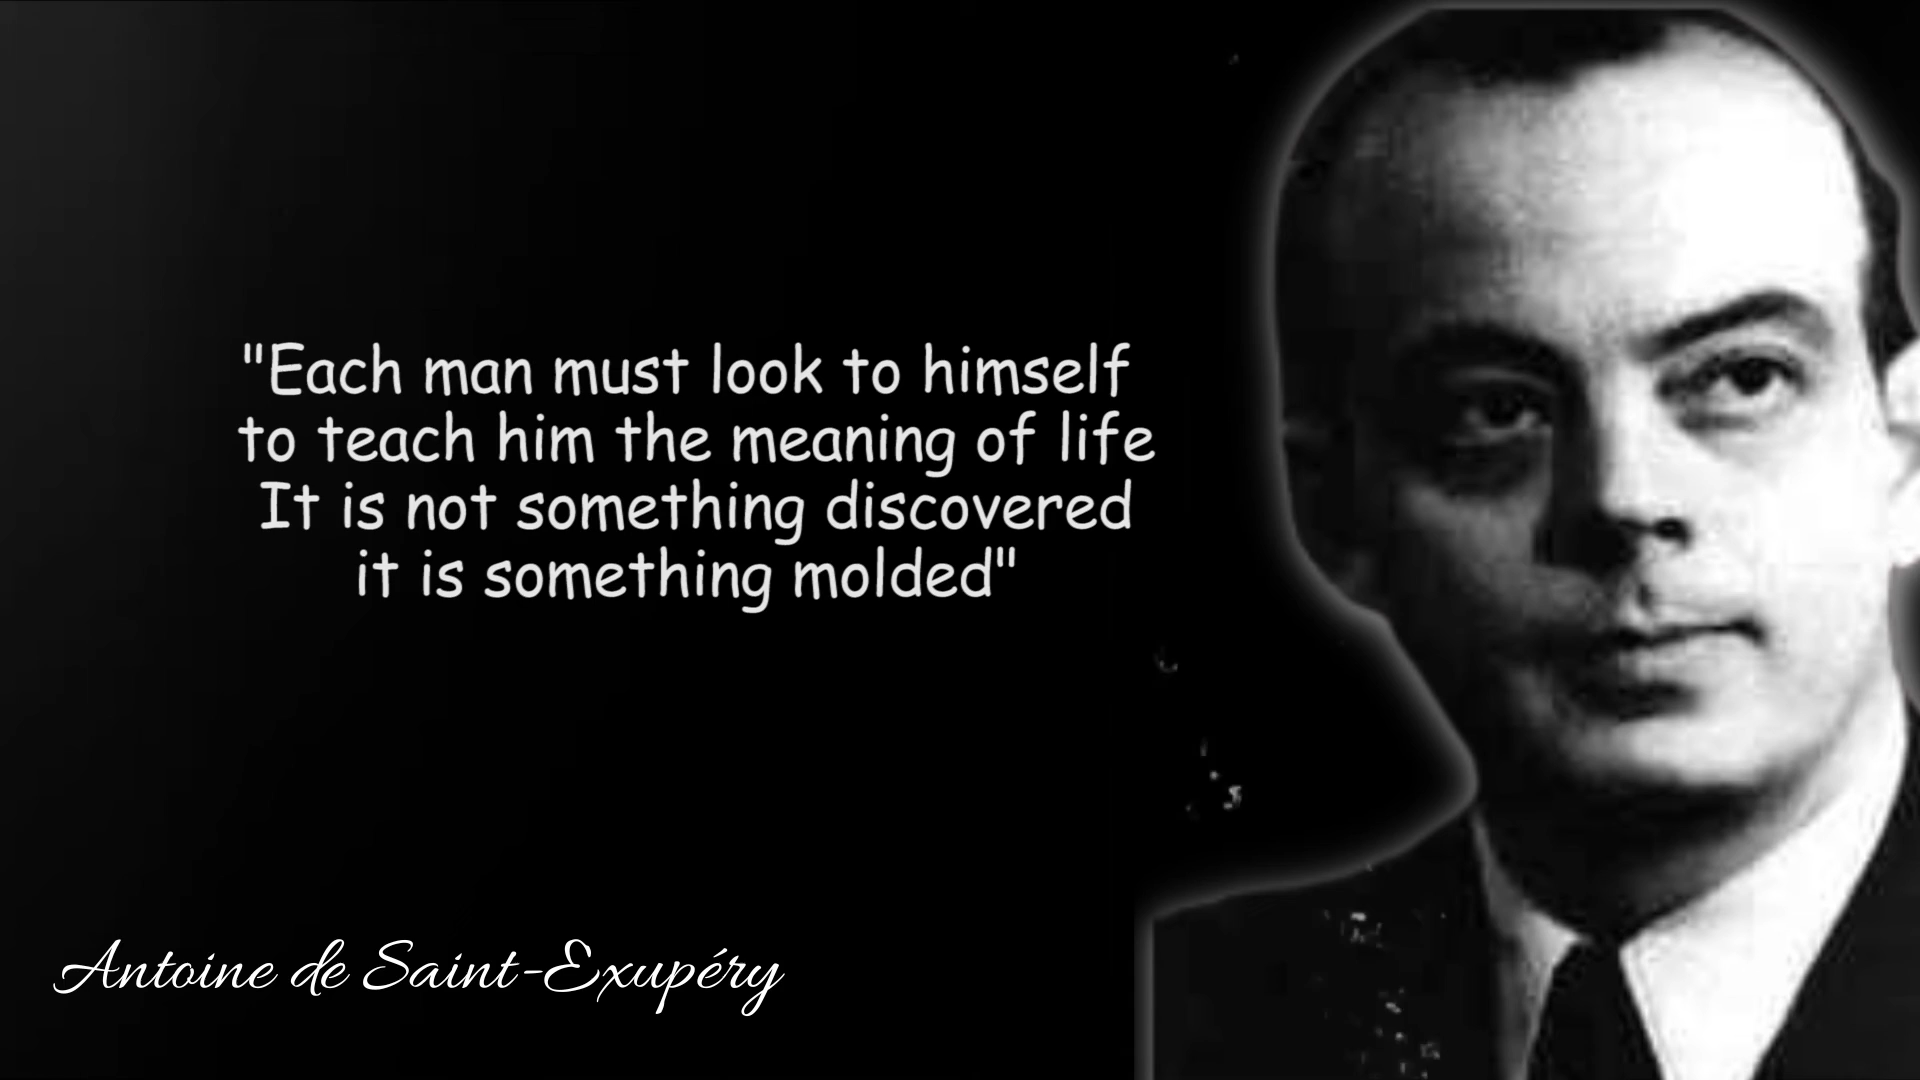 "Each man must look to himself
to teach him the meaning of life
It is not something discovered
it is something molded"
Antoine de Saint-Exupéry